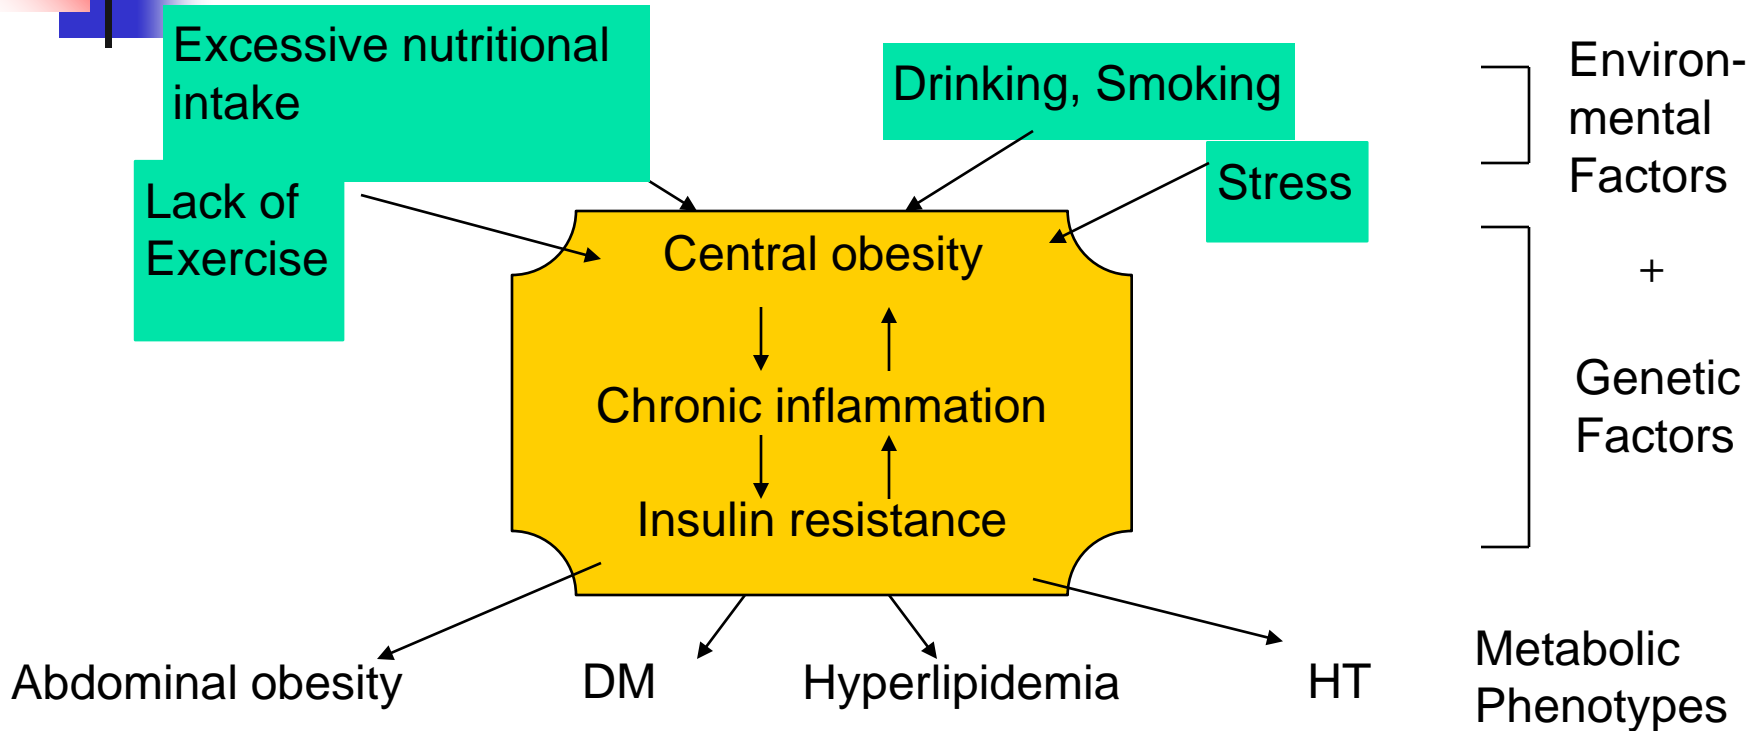 Excessive nutritional
intake
Drinking, Smoking
Environ-
mental
Factors
Lack of
Exercise
Stress
Central obesity
+
Chronic inflammation
Genetic
Factors
Insulin resistance
Abdominal obesity
DM
Hyperlipidemia
HT
Metabolic
Phenotypes